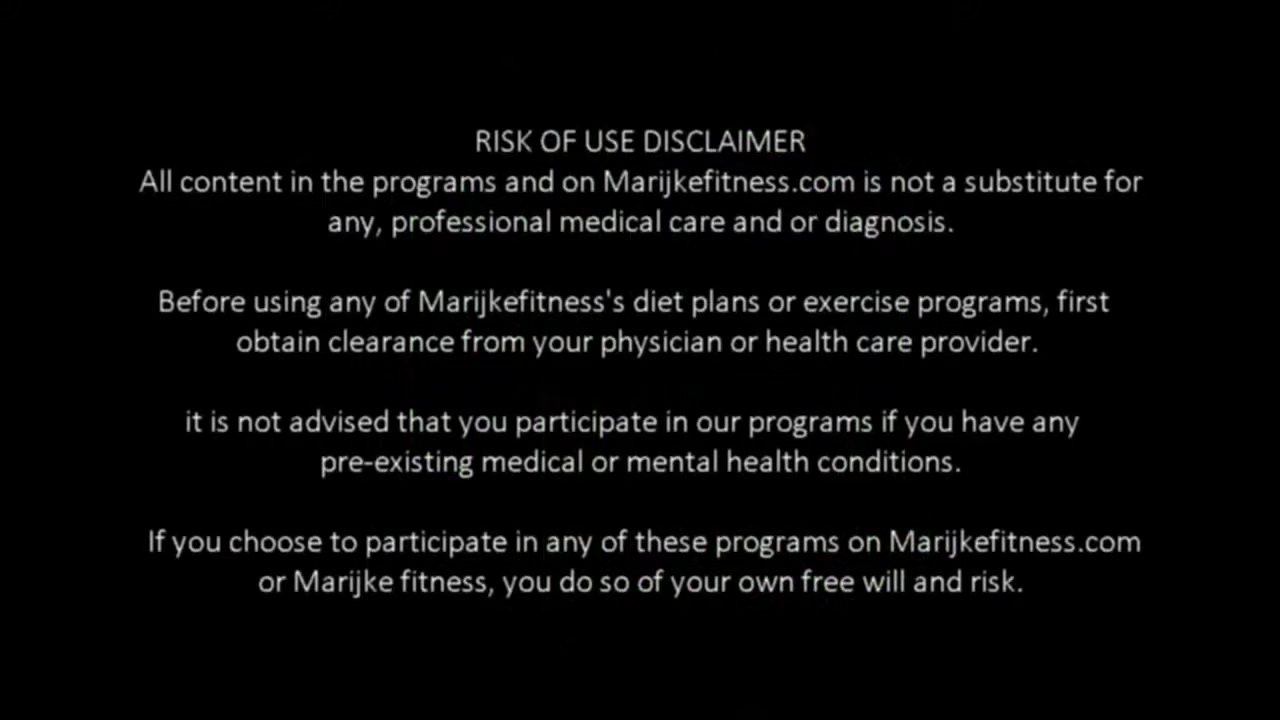 RISK OF USE DISCLAIMER
All content in the programs and on Marijkefitness.com is not a substitute for
any, professional medical care and or diagnosis.
Before using any of Marijkefitness's diet plans or exercise programs, first
obtain clearance from your physician or health care provider.
it is not advised that you participate in our programs if you have any
pre-existing medical or mental health conditions.
If you choose to participate in any of these programs on Marijkefitness.com
or Marijke fitness, you do so of your own free will and risk.